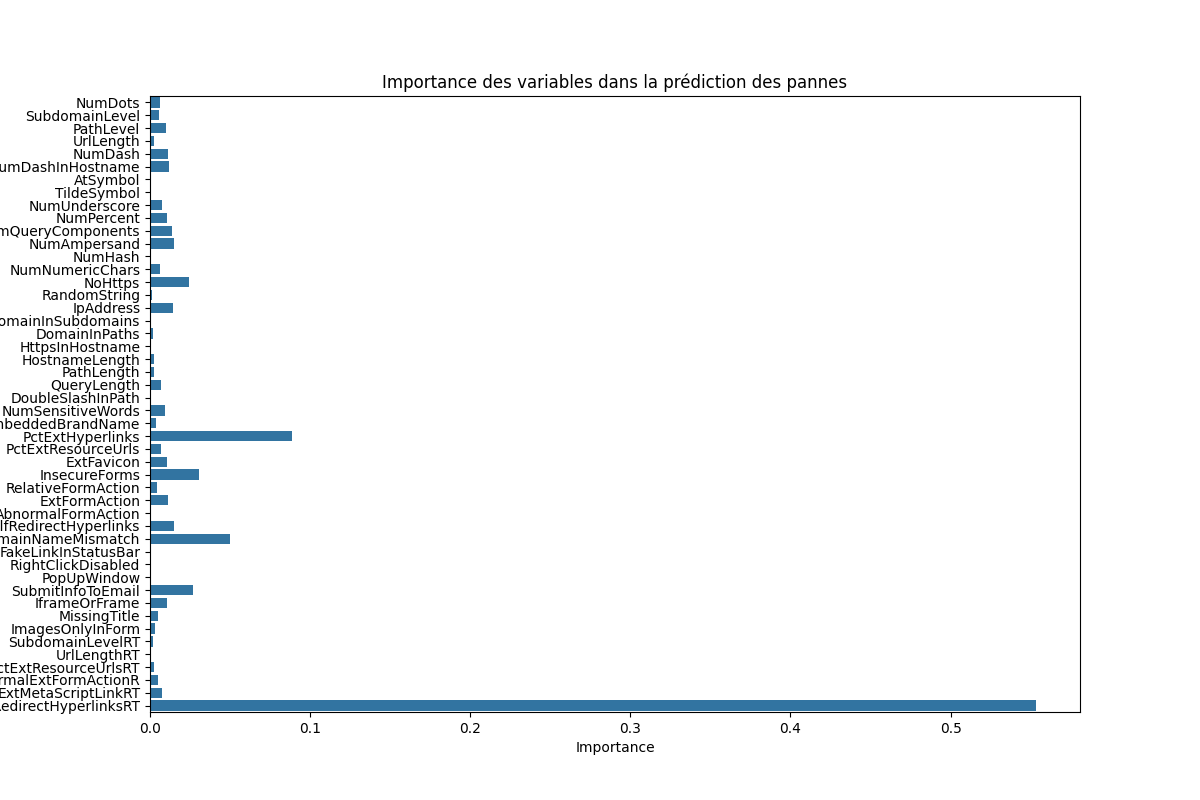 Importance des variables dans la prédiction des pannes
NumDots
SubdomainLevel
PathLevel
UrlLength
NumDash
umDashInHostname
AtSymbol
TildeSymbol
NumUnderscore
NumPercent
mQueryComponents
NumAmpersand
NumHash
NumNumericChars
NoHttps
RandomString
IpAddress
omainInSubdomains
DomainInPaths
HttpsInHostname
HostnameLength
PathLength
QueryLength
DoubleSlashInPath
NumSensitiveWords
mbeddedBrandName
PctExtHyperlinks
PctExtResourceUrls
ExtFavicon
InsecureForms
RelativeFormAction
ExtFormAction
AbnormalFormAction
lfRedirectHyperlinks
mainNameMismatch
FakeLinkInStatusBar
RightClickDisabled
PopUpWindow
SubmitInfoToEmail
IframeOrFrame
MissingTitle
ImagesOnlyInForm
SubdomainLevelRT
UrlLengthRT
ctExtResourceUrlsRT
rmalExtFormActionR
ExtMetaScriptLinkRT
edirectHyperlinksRT
0.0 0.1 0.2 0.3 0.4 0.5
Importance